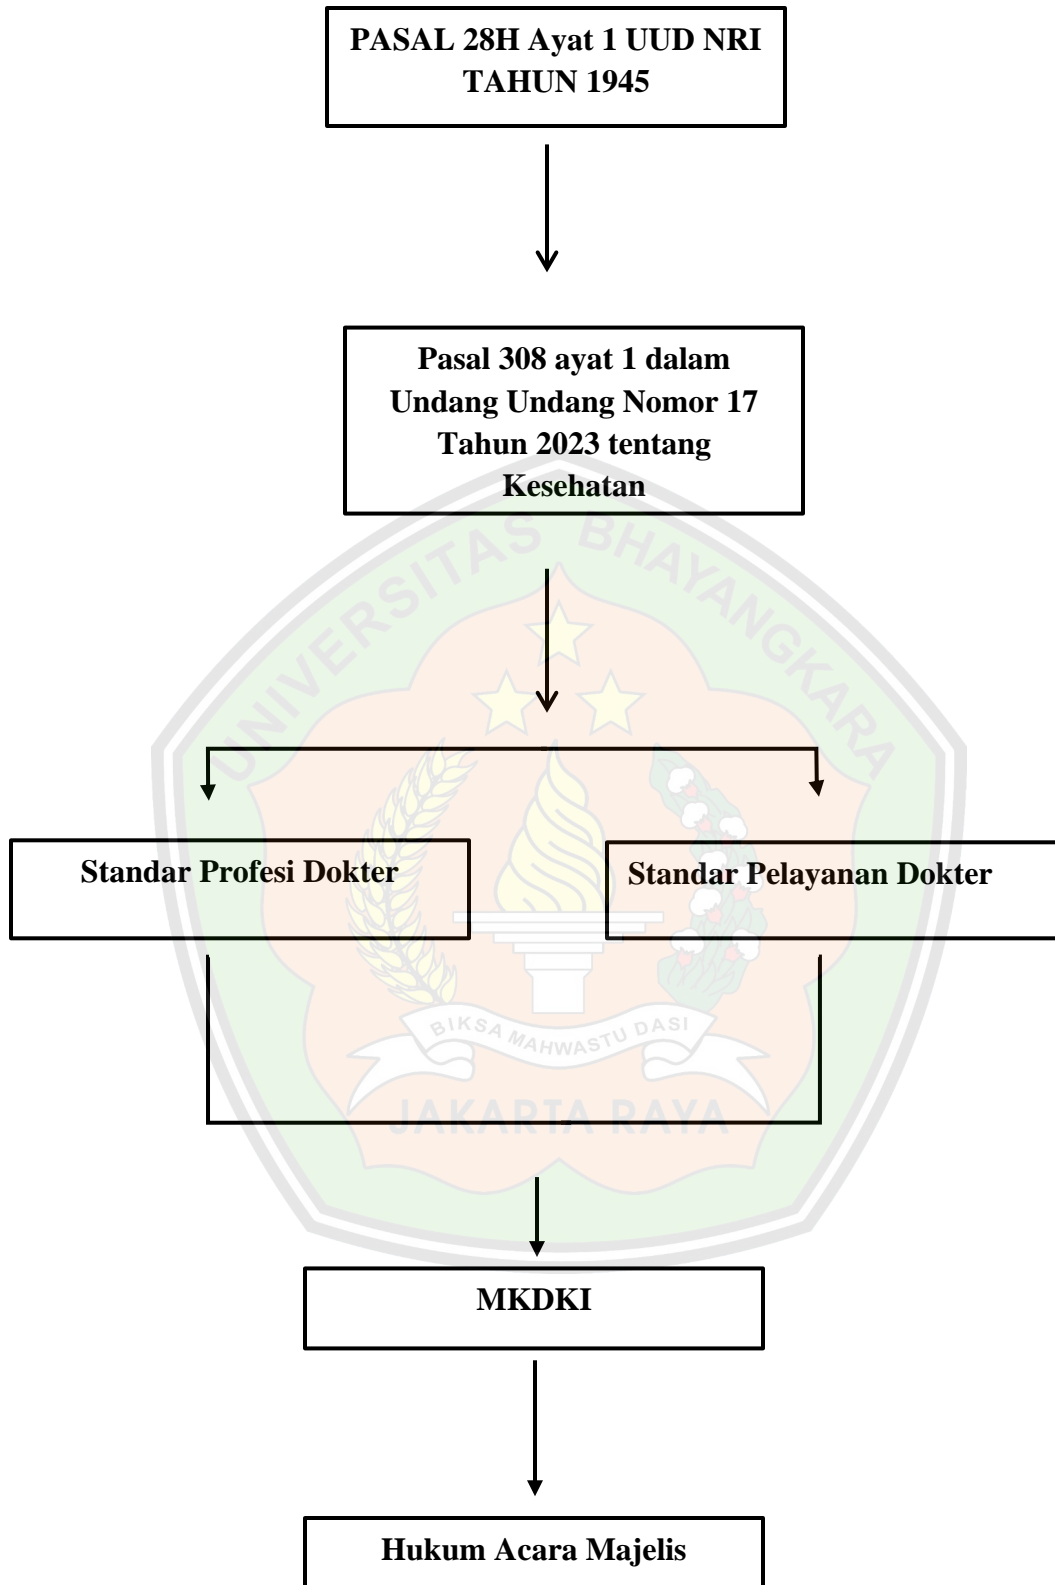 PASAL 28H Ayat 1 UUD NRI
TAHUN 1945
Pasal 308 ayat 1 dalam
Undang Undang Nomor 17
Tahun 2023 tentang
Kesehatan
UNIVERSITAS BHAYANGKARA
Standar Profesi Dokter
Standar Pelayanan Dokter
BIKSA MAHWASTU DASI
JAKARTA RAYA
MKDKI
Hukum Acara Majelis